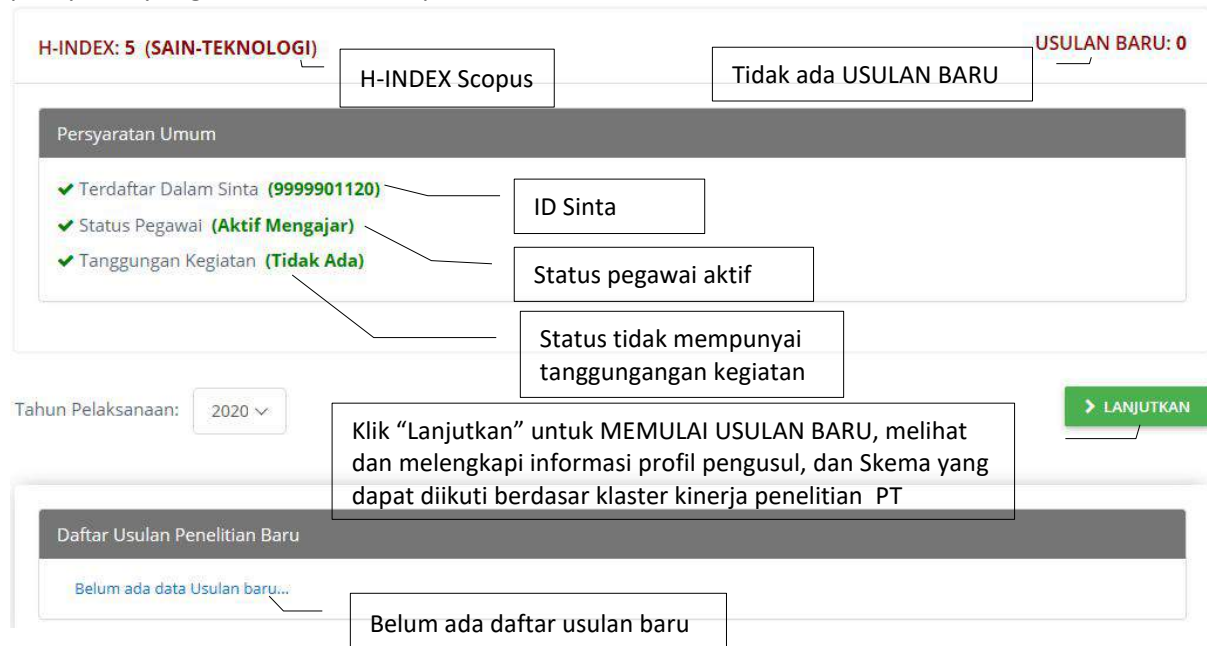 H-INDEX: 5 (SAIN-TEKNOLOGI)
USULAN BARU: 0
H-INDEX Scopus
Tidak ada USULAN BARU
Persyaratan Umum
Terdaftar Dalam Sinta (9999901120)
ID Sinta
Status Pegawai (Aktif Mengajar)
Status pegawai aktif
Tanggungan Kegiatan (Tidak Ada)
Status tidak mempunyai
tanggungangan kegiatan
Tahun Pelaksanaan: 2020
LANJUTKAN
Klik “Lanjutkan” untuk MEMULAI USULAN BARU, melihat
dan melengkapi informasi profil pengusul, dan Skema yang
dapat diikuti berdasar klaster kinerja penelitian PT
Daftar Usulan Penelitian Baru
Belum ada data Usulan baru...
Belum ada daftar usulan baru